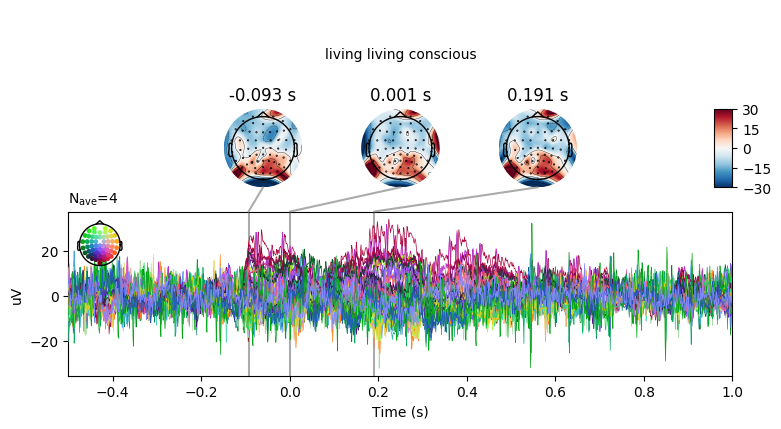 living living conscious
-0.093 s 0.001 s 0.191 s
30
15
0
−15
−30
Nave=4
20
0
−20
uV
−0.4 −0.2 0.0 0.2 0.4 0.6 0.8 1.0
Time (s)